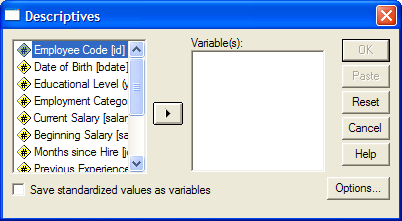 Descriptives
Variable(s):
Employee Code [id]
Date of Birth [bdate]
Educational Level (y
Employment Catego
Current Salary [salar
Beginning Salary [sa
Months since Hire [jo
Previous Experience
OK
Paste
Reset
Cancel
Help
Save standardized values as variables
Options...